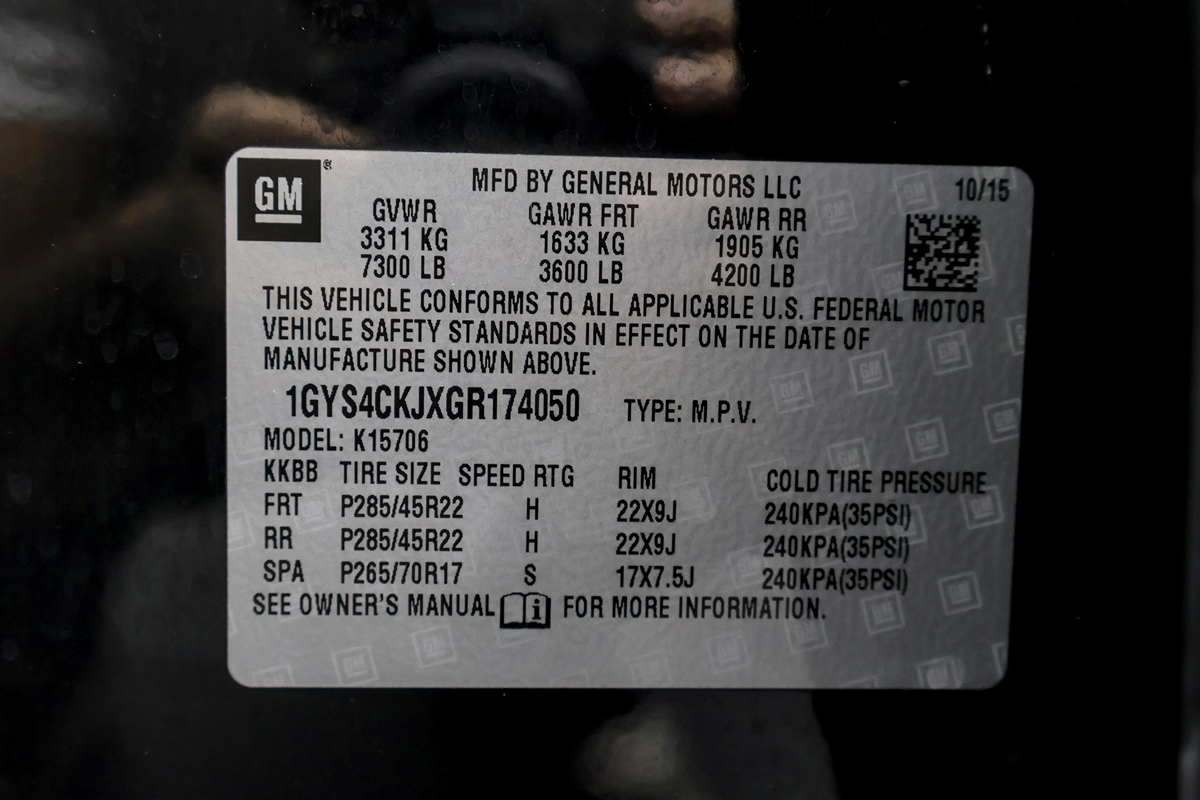 GM® MFD BY GENERAL MOTORS LLC 10/15
GVWR GAWR FRT GAWR RR
3311 KG 1633 KG 1905 KG
7300 LB 3600 LB 4200 LB
THIS VEHICLE CONFORMS TO ALL APPLICABLE U.S. FEDERAL MOTOR
VEHICLE SAFETY STANDARDS IN EFFECT ON THE DATE OF
MANUFACTURE SHOWN ABOVE.
1GYS4CKJXGR174050 TYPE: M.P.V.
MODEL: K15706
KKBB TIRE SIZE SPEED RTG RIM COLD TIRE PRESSURE
FRT P285/45R22 H 22X9J 240KPA(35PSI)
RR P285/45R22 H 22X9J 240KPA(35PSI)
SPA P265/70R17 S 17X7.5J 240KPA(35PSI)
SEE OWNER'S MANUAL i FOR MORE INFORMATION.